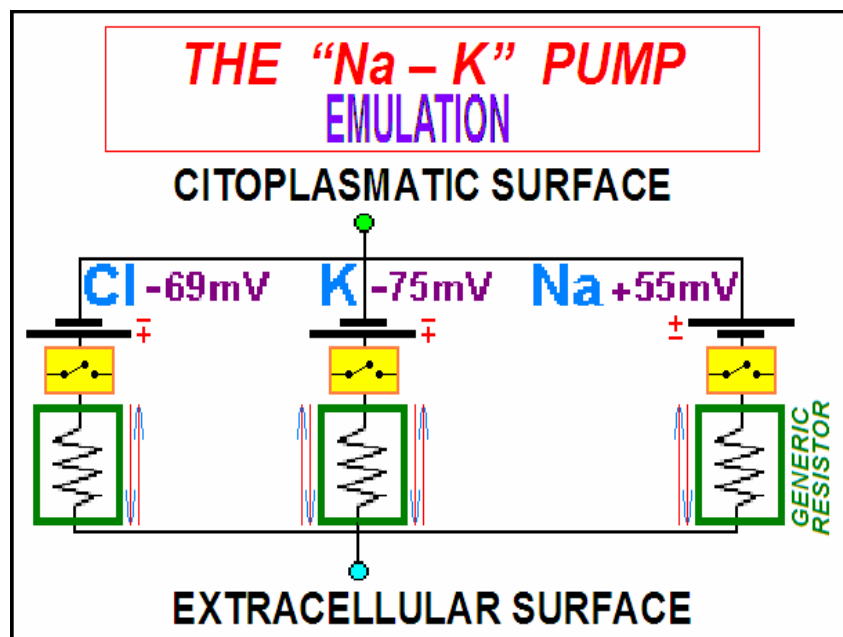 THE “Na – K” PUMP
EMULATION
CITOPLASMATIC SURFACE
Cl -69mV K -75mV Na +55mV
− − ±
+ + −
GENERIC
RESISTOR
EXTRACELLULAR SURFACE